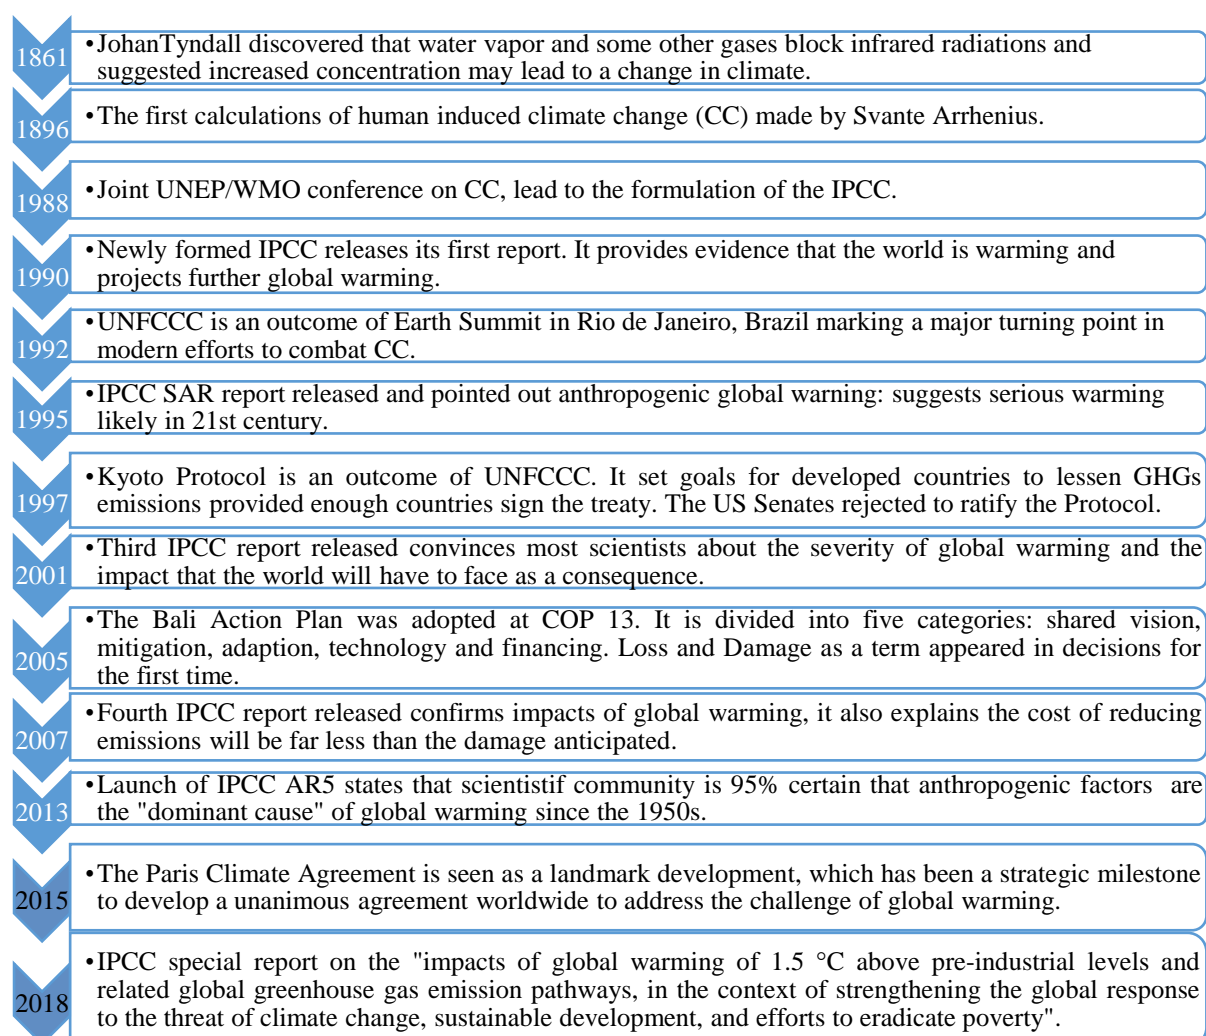 1861
•JohanTyndall discovered that water vapor and some other gases block infrared radiations and
suggested increased concentration may lead to a change in climate.
1896
•The first calculations of human induced climate change (CC) made by Svante Arrhenius.
1988
•Joint UNEP/WMO conference on CC, lead to the formulation of the IPCC.
1990
•Newly formed IPCC releases its first report. It provides evidence that the world is warming and
projects further global warming.
1992
•UNFCCC is an outcome of Earth Summit in Rio de Janeiro, Brazil marking a major turning point in
modern efforts to combat CC.
1995
•IPCC SAR report released and pointed out anthropogenic global warning: suggests serious warming
likely in 21st century.
1997
•Kyoto Protocol is an outcome of UNFCCC. It set goals for developed countries to lessen GHGs
emissions provided enough countries sign the treaty. The US Senates rejected to ratify the Protocol.
2001
•Third IPCC report released convinces most scientists about the severity of global warming and the
impact that the world will have to face as a consequence.
2005
•The Bali Action Plan was adopted at COP 13. It is divided into five categories: shared vision,
mitigation, adaption, technology and financing. Loss and Damage as a term appeared in decisions for
the first time.
2007
•Fourth IPCC report released confirms impacts of global warming, it also explains the cost of reducing
emissions will be far less than the damage anticipated.
2013
•Launch of IPCC AR5 states that scientistif community is 95% certain that anthropogenic factors are
the "dominant cause" of global warming since the 1950s.
2015
•The Paris Climate Agreement is seen as a landmark development, which has been a strategic milestone
to develop a unanimous agreement worldwide to address the challenge of global warming.
2018
•IPCC special report on the "impacts of global warming of 1.5 °C above pre-industrial levels and
related global greenhouse gas emission pathways, in the context of strengthening the global response
to the threat of climate change, sustainable development, and efforts to eradicate poverty".